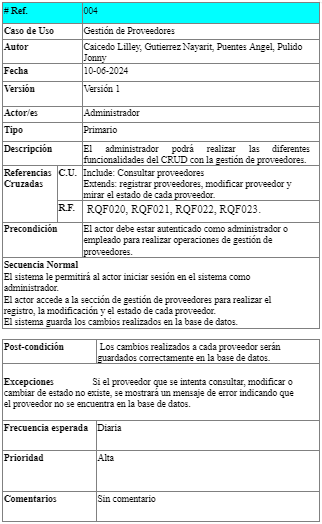 # Ref. 004
Caso de Uso Gestión de Proveedores
Autor Caicedo Lilley, Gutierrez Nayarit, Puentes Angel, Pulido
Jonny
Fecha 10-06-2024
Versión Versión 1
Actor/es Administrador
Tipo Primario
Descripción El administrador podrá realizar las diferentes
funcionalidades del CRUD con la gestión de proveedores.
Referencias Cruzadas C.U. Include: Consultar proveedores
Extends: registrar proveedores, modificar proveedor y
mirar el estado de cada proveedor.
R.F. RQF020, RQF021, RQF022, RQF023.
Precondición El actor debe estar autenticado como administrador o
empleado para realizar operaciones de gestión de
proveedores.
Secuencia Normal
El sistema le permitirá al actor iniciar sesión en el sistema como
administrador.
El actor accede a la sección de gestión de proveedores para realizar el
registro, la modificación y el estado de cada proveedor.
El sistema guarda los cambios realizados en la base de datos.
Post-condición Los cambios realizados a cada proveedor serán
guardados correctamente en la base de datos.
Excepciones Si el proveedor que se intenta consultar, modificar o
cambiar de estado no existe, se mostrará un mensaje de error indicando que
el proveedor no se encuentra en la base de datos.
Frecuencia esperada Diaria
Prioridad Alta
Comentarios Sin comentario